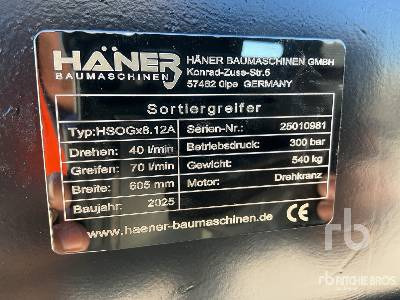 HÄNER
BAUMASCHINEN
HÄNER BAUMASCHINEN GMBH
Konrad-Zuse-Str.5
57462 Olpe GERMANY
Sortiergreifer
Typ:HSOGx8.12A Serien-Nr.: 25010981
Drehen: 40 l/min Betriebsdruck: 300 bar
Greifen: 70 l/min Gewicht: 540 kg
Breite: 605 mm Motor: Drehkranz
Baujahr: 2025
www.haener-baumaschinen.de CE
rb
RITCHIE BROS